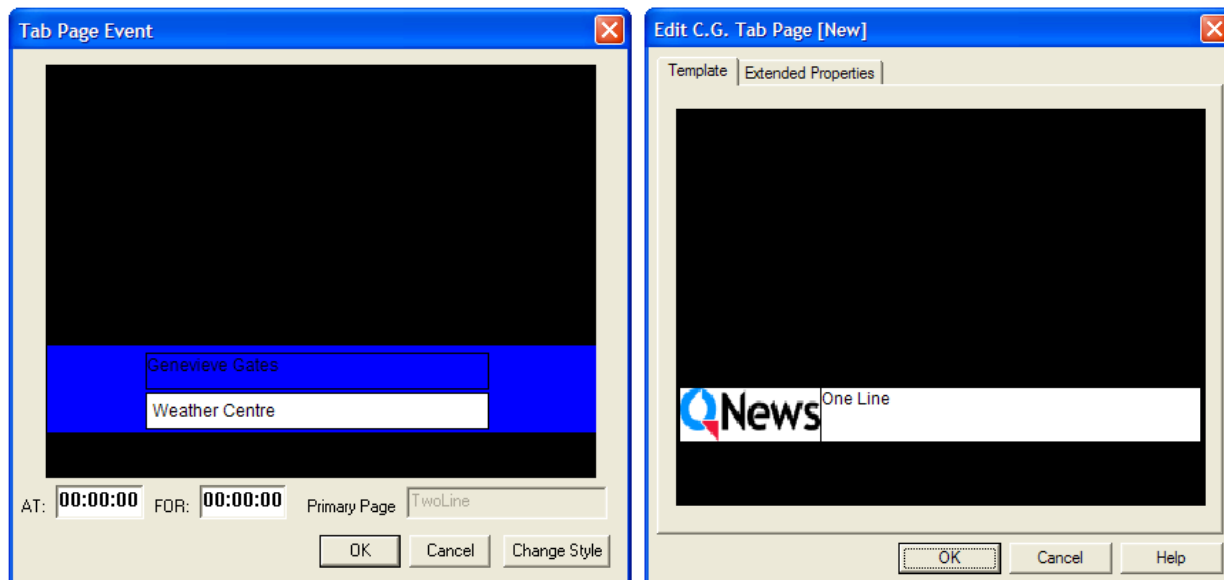 Tab Page Event
Genevieve Gates
Weather Centre
AT: 00:00:00 FOR: 00:00:00 Primary Page TwoLine
OK Cancel Change Style
Edit C.G. Tab Page [New]
Template Extended Properties
QNews One Line
OK Cancel Help